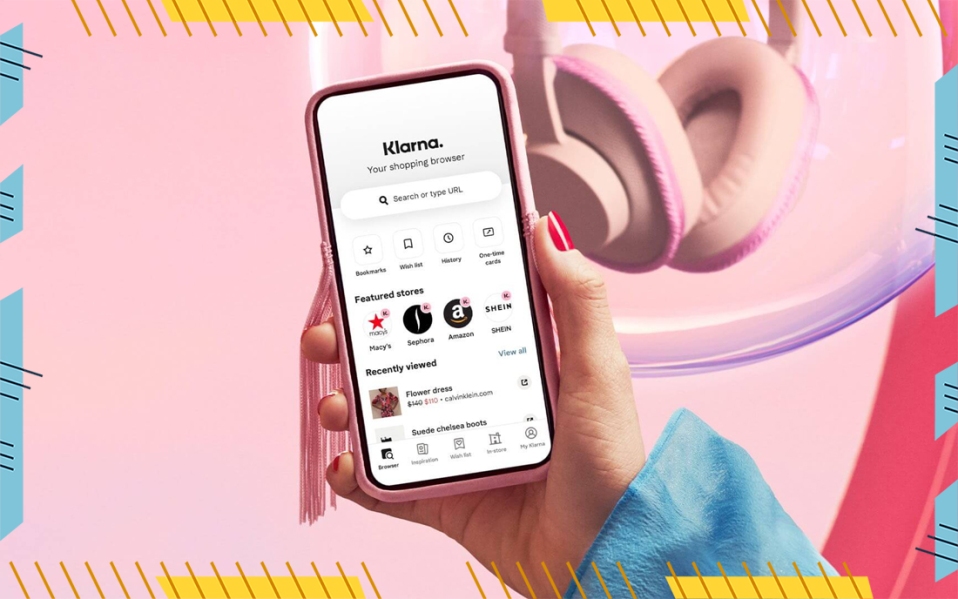 Klarna.
Your shopping browser
Search or type URL
Bookmarks
Wish list
History
One-time
cards
Featured stores
K.
K.
K.
K.
macy's
a
SHEIN
Macy's
Sephora
Amazon
SHEIN
Recently viewed
View all
Flower dress
$140 $110 • calvinklein.com
Suede chelsea boots
Browser
Inspiration
Wish list
In-store
My Klarna